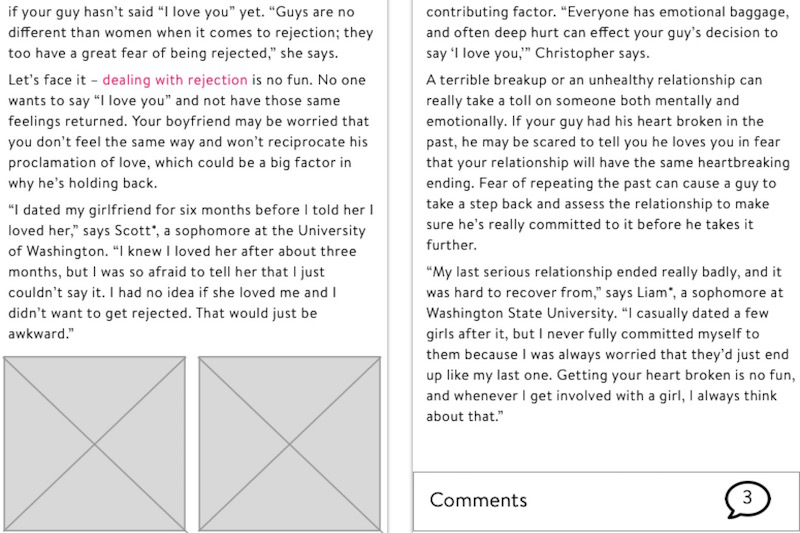 if your guy hasn’t said “I love you” yet. “Guys are no
different than women when it comes to rejection; they
too have a great fear of being rejected,” she says.
Let’s face it – dealing with rejection is no fun. No one
wants to say “I love you” and not have those same
feelings returned. Your boyfriend may be worried that
you don’t feel the same way and won’t reciprocate his
proclamation of love, which could be a big factor in
why he’s holding back.
“I dated my girlfriend for six months before I told her I
loved her,” says Scott*, a sophomore at the University
of Washington. “I knew I loved her after about three
months, but I was so afraid to tell her that I just
couldn’t say it. I had no idea if she loved me and I
didn’t want to get rejected. That would just be
awkward.”
contributing factor. “Everyone has emotional baggage,
and often deep hurt can effect your guy’s decision to
say ‘I love you,’” Christopher says.
A terrible breakup or an unhealthy relationship can
really take a toll on someone both mentally and
emotionally. If your guy had his heart broken in the
past, he may be scared to tell you he loves you in fear
that your relationship will have the same heartbreaking
ending. Fear of repeating the past can cause a guy to
take a step back and assess the relationship to make
sure he’s really committed to it before he takes it
further.
“My last serious relationship ended really badly, and it
was hard to recover from,” says Liam*, a sophomore at
Washington State University. “I casually dated a few
girls after it, but I never fully committed myself to
them because I was always worried that they’d just end
up like my last one. Getting your heart broken is no fun,
and whenever I get involved with a girl, I always think
about that.”
Comments 3